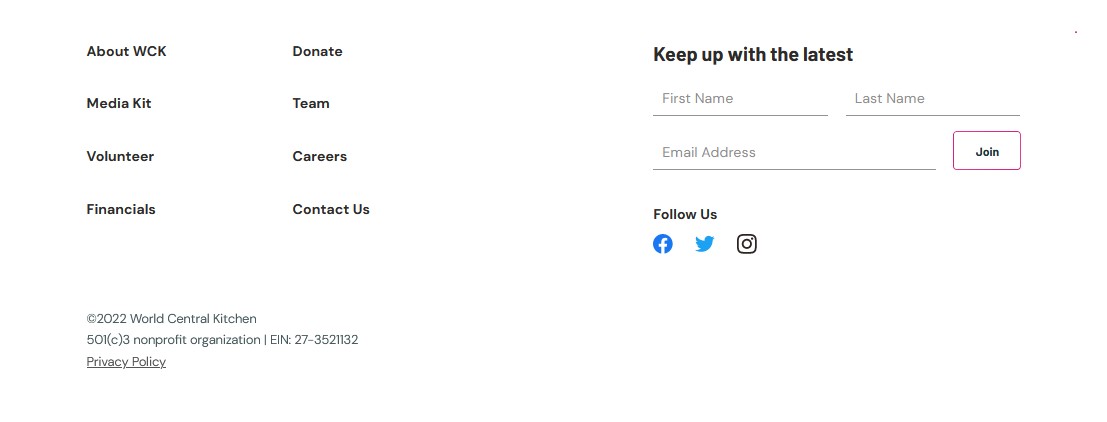 About WCK
Donate
Media Kit
Team
Volunteer
Careers
Financials
Contact Us
Keep up with the latest
First Name
Last Name
Email Address
Join
Follow Us
©2022 World Central Kitchen
501(c)3 nonprofit organization | EIN: 27-3521132
Privacy Policy